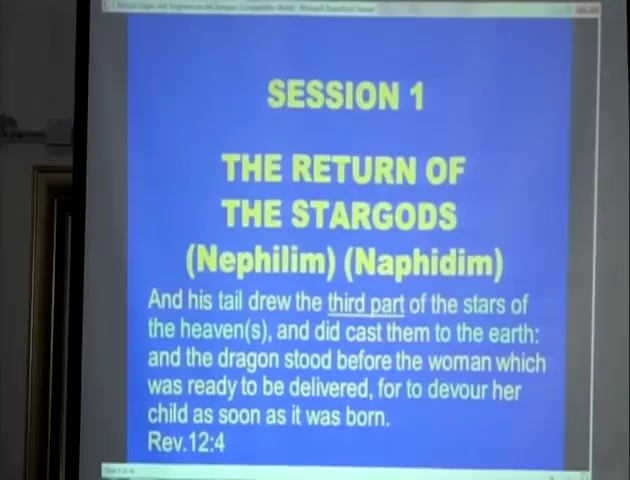 SESSION 1
THE RETURN OF
THE STARGODS
(Nephilim) (Naphidim)
And his tail drew the third part of the stars of
the heaven(s), and did cast them to the earth:
and the dragon stood before the woman which
was ready to be delivered, for to devour her
child as soon as it was born.
Rev.12:4